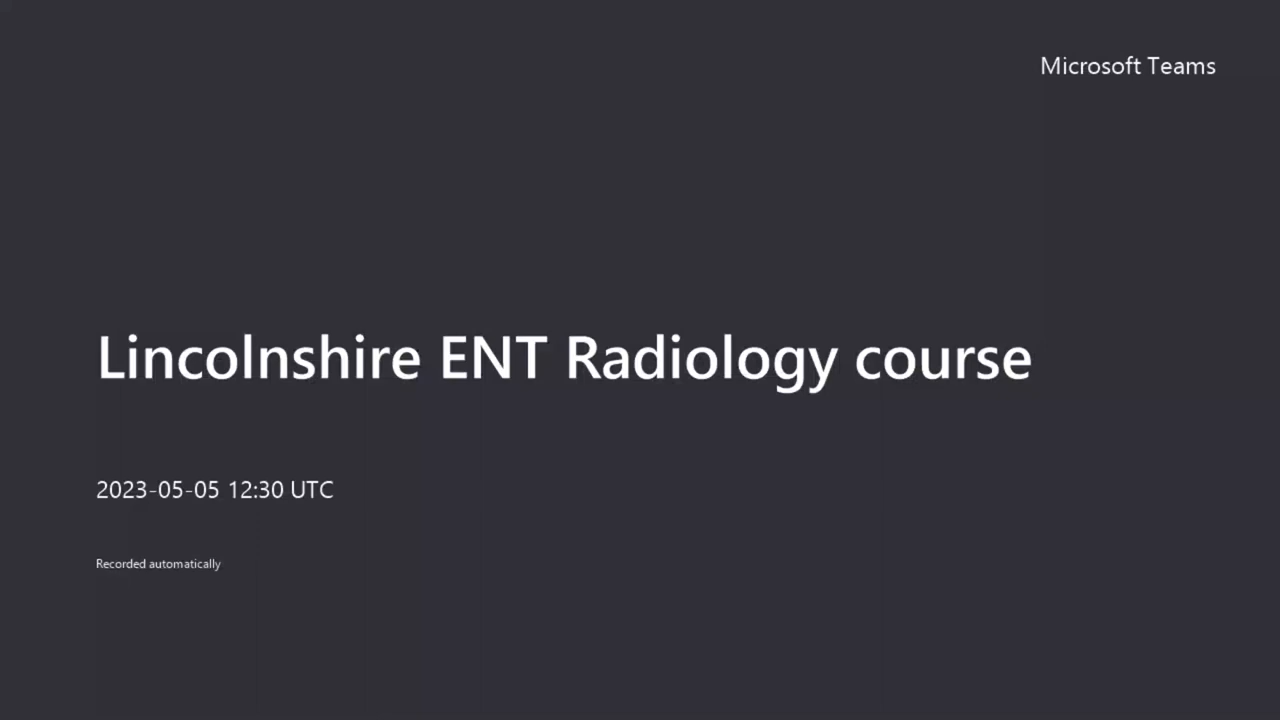 Microsoft Teams
Lincolnshire ENT Radiology course
2023-05-05 12:30 UTC
Recorded automatically